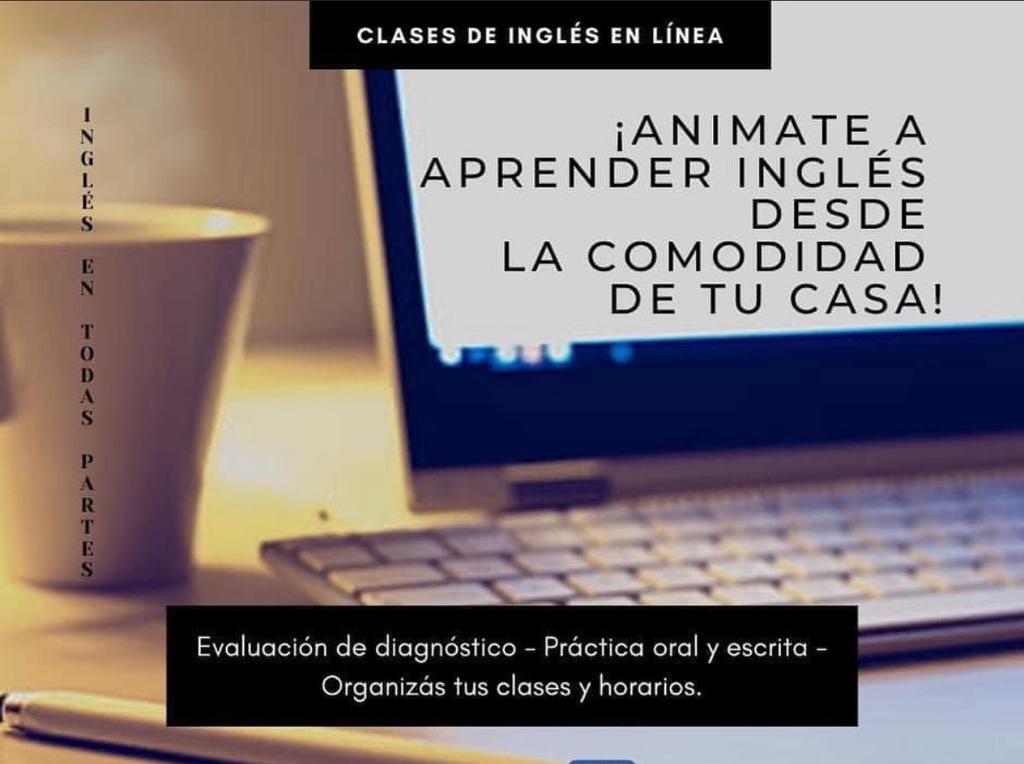 CLASES DE INGLÉS EN LÍNEA
INGLÉS EN TODAS PARTES
¡ANIMATE A
APRENDER INGLÉS
DESDE
LA COMODIDAD
DE TU CASA!
Evaluación de diagnóstico - Práctica oral y escrita -
Organizás tus clases y horarios.